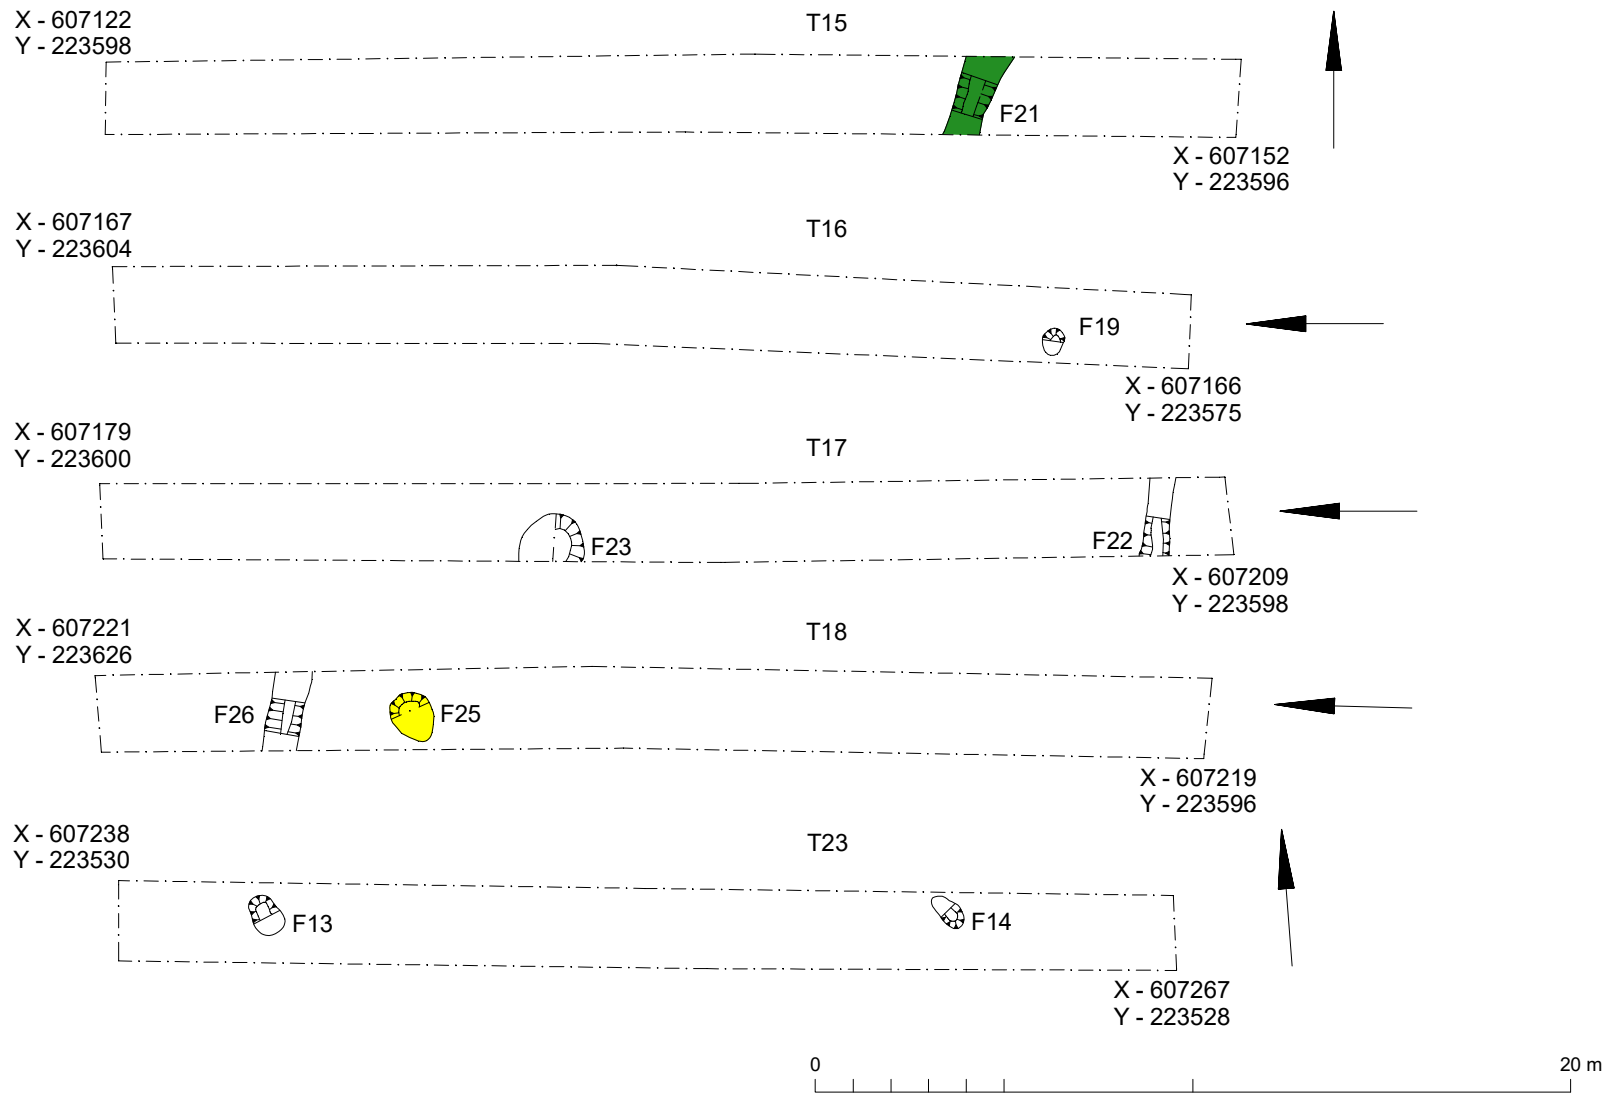 X - 607122
Y - 223598
T15
F21
X - 607152
Y - 223596
X - 607167
Y - 223604
T16
F19
X - 607166
Y - 223575
X - 607179
Y - 223600
T17
F23
F22
X - 607209
Y - 223598
X - 607221
Y - 223626
T18
F26
F25
X - 607219
Y - 223596
X - 607238
Y - 223530
T23
F13
F14
X - 607267
Y - 223528
0 20 m